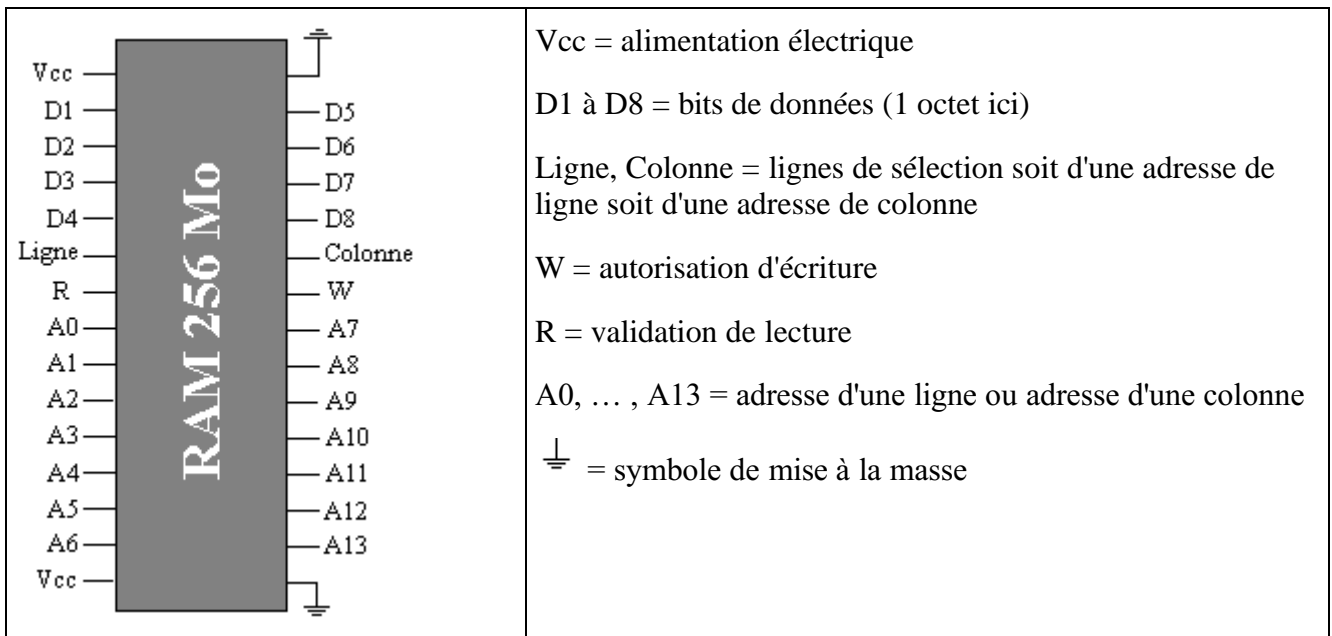 Vcc
D1
D2
D3
D4
Ligne
R
A0
A1
A2
A3
A4
A5
A6
Vcc
RAM 256 Mo
D5
D6
D7
D8
Colonne
W
A7
A8
A9
A10
A11
A12
A13
Vcc = alimentation électrique
D1 à D8 = bits de données (1 octet ici)
Ligne, Colonne = lignes de sélection soit d'une adresse de
ligne soit d'une adresse de colonne
W = autorisation d'écriture
R = validation de lecture
A0, … , A13 = adresse d'une ligne ou adresse d'une colonne
= symbole de mise à la masse